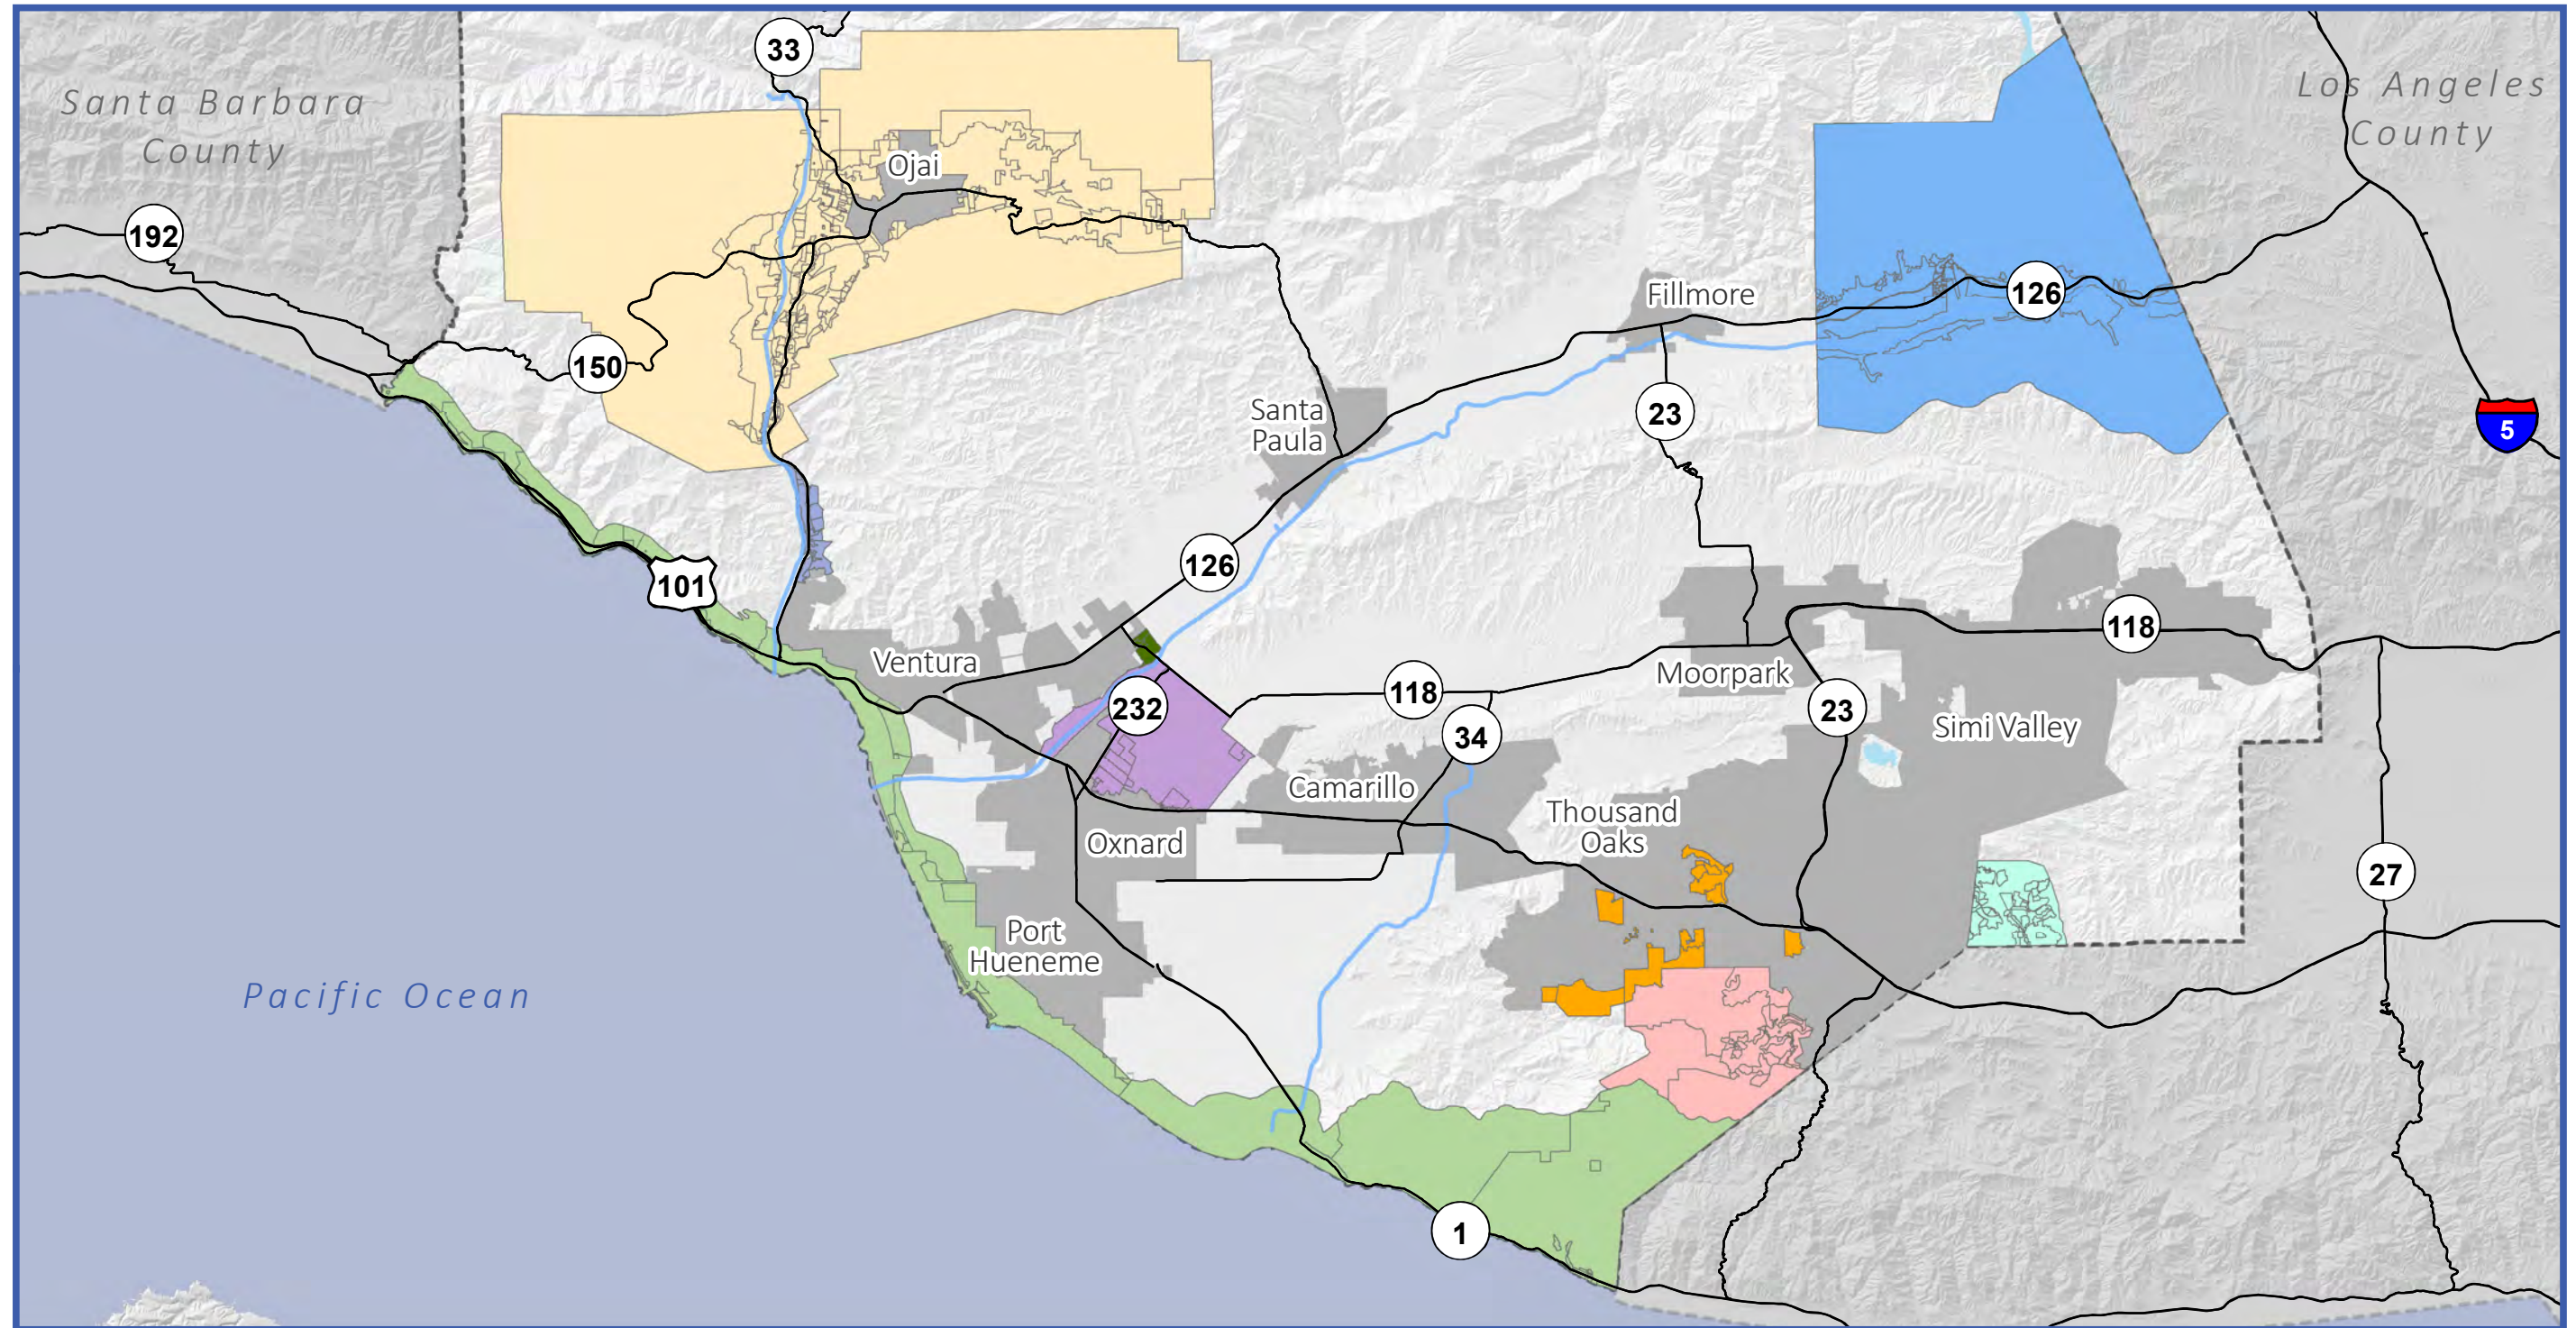 33
Santa Barbara
County
Los Angeles
County
Ojai
192
126
Fillmore
150
23
Santa
Paula
5
126
101
118
Ventura
Moorpark
118
232
23
34
Simi Valley
Camarillo
Thousand
Oaks
Oxnard
27
Port
Hueneme
Pacific Ocean
1